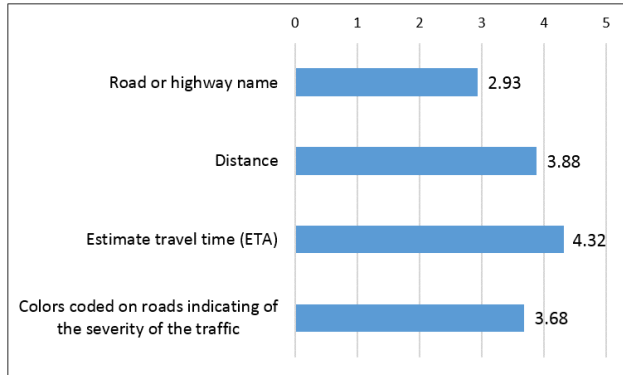 0 1 2 3 4 5
Road or highway name 2.93
Distance 3.88
Estimate travel time (ETA) 4.32
Colors coded on roads indicating of
the severity of the traffic 3.68